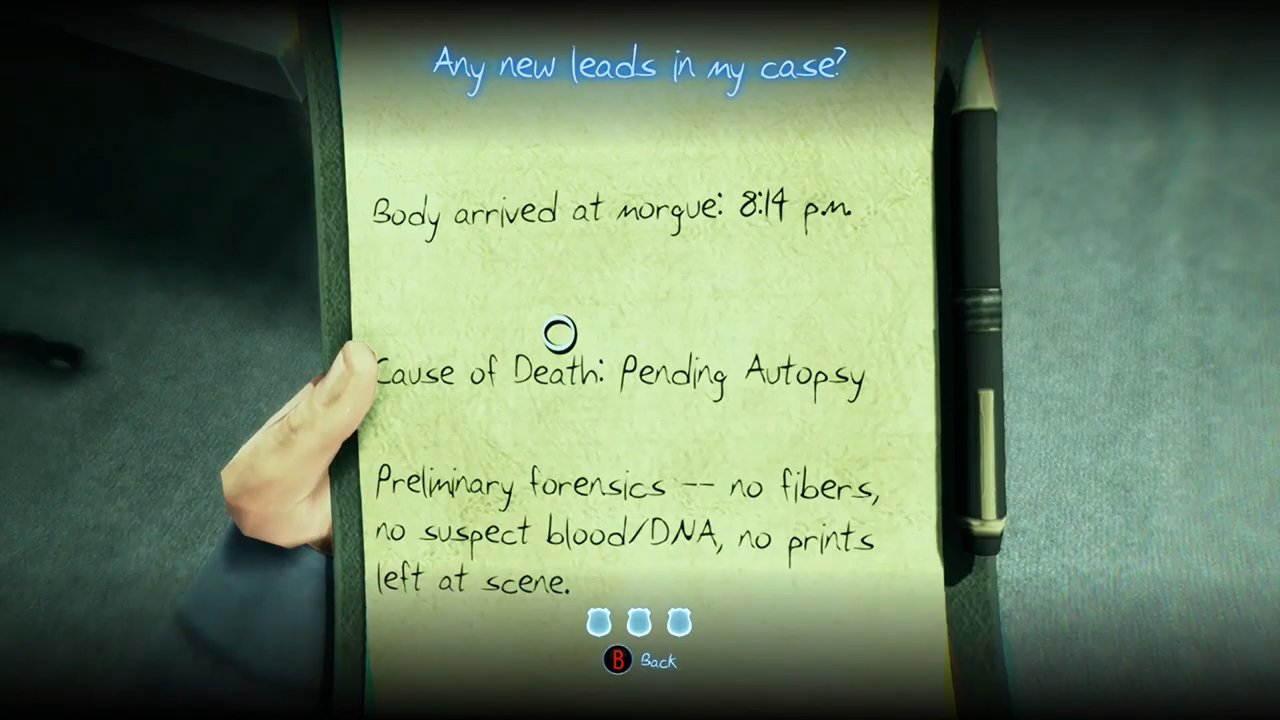 Any new leads in my case?
Body arrived at morgue: 8:14 p.m.
Cause of Death: Pending Autopsy
Preliminary forensics -- no fibers,
no suspect blood/DNA, no prints
left at scene.
B Back